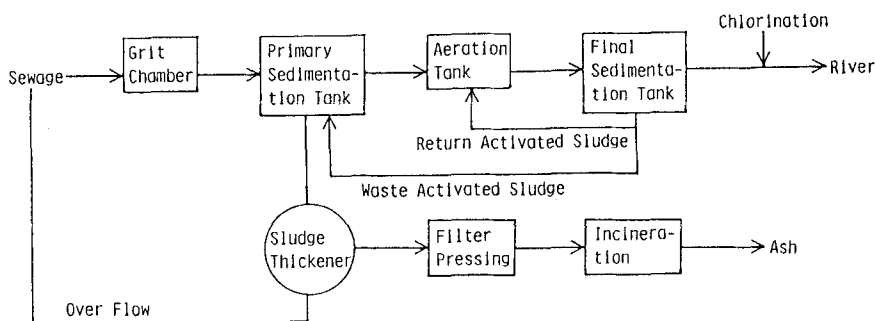 Chlorination
Grit
Chamber
Primary
Sedimenta-
tion Tank
Aeration
Tank
Final
Sedimenta-
tion Tank
Sewage
River
Return Activated Sludge
Waste Activated Sludge
Sludge
Thickener
Filter
Pressing
Incinera-
tion
Ash
Over Flow